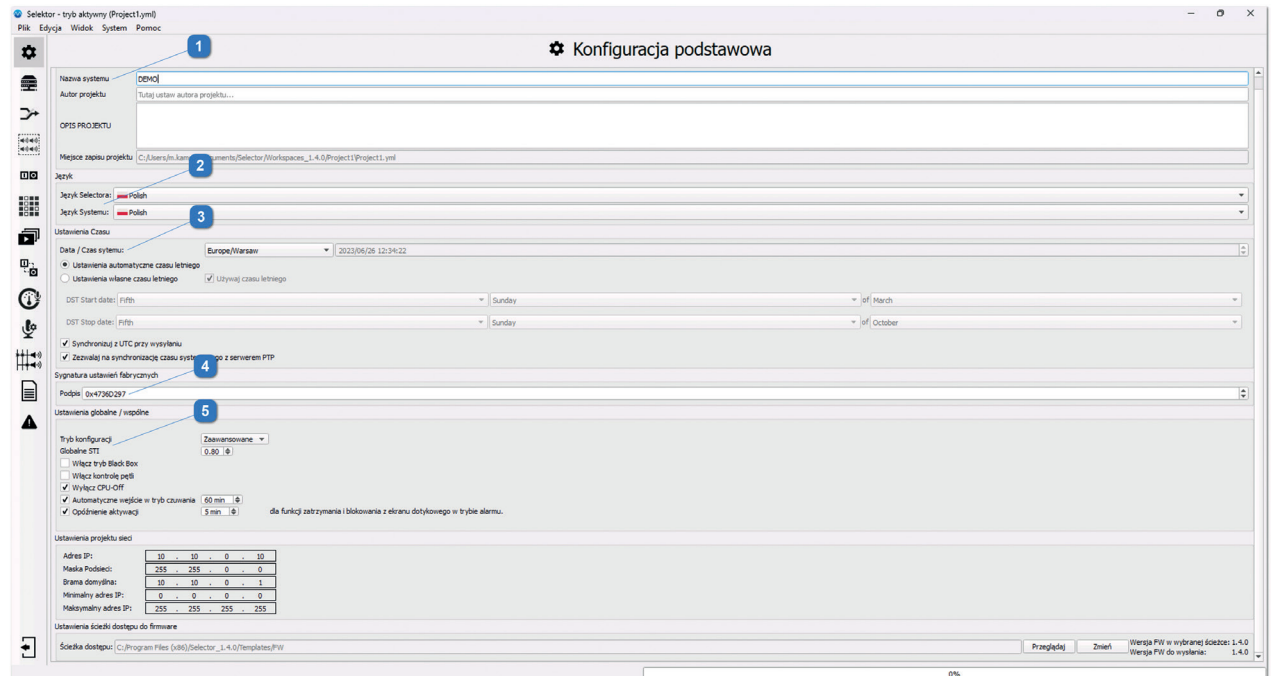 Selektor - tryb aktywny (Project1.yml)
Plik Edycja Widok System Pomoc
Konfiguracja podstawowa
1
Nazwa systemu DEMO
Autor projektu Tutaj ustaw autora projektu...
OPIS PROJEKTU
Miejsce zapisu projektu C:/Users/m.kam uments/Selector/Workspaces_1.4.0/Project1\Project1.yml
2
Język
Język Selectora: Polish
Język Systemu: Polish
3
Ustawienia Czasu
Data / Czas sytemu: Europe/Warsaw 2023/06/26 12:34:22
Ustawienia automatyczne czasu letniego
Ustawienia własne czasu letniego Używaj czasu letniego
DST Start date: Fifth Sunday of March
DST Stop date: Fifth Sunday of October
Synchronizuj z UTC przy wysyłaniu
Zezwalaj na synchronizację czasu syste ego z serwerem PTP
4
Sygnatura ustawień fabrycznych
Podpis 0x4736D297
5
Ustawienia globalne / wspólne
Tryb konfiguracji Zaawansowane
Globalne STI 0.80
Włącz tryb Black Box
Włącz kontrolę pętli
Wyłącz CPU-Off
Automatyczne wejście w tryb czuwania 60 min
Opóźnienie aktywacji 5 min dla funkcji zatrzymania i blokowania z ekranu dotykowego w trybie alarmu.
Ustawienia projektu sieci
Adres IP: 10 . 10 . 0 . 10
Maska Podsieci: 255 . 255 . 0 . 0
Brama domyślna: 10 . 10 . 0 . 1
Minimalny adres IP: 0 . 0 . 0 . 0
Maksymalny adres IP: 255 . 255 . 255 . 255
Ustawienia ścieżki dostępu do firmware
Ścieżka dostępu: C:/Program Files (x86)/Selector_1.4.0/Templates/FW Przeglądaj Zmień Wersja FW w wybranej ścieżce: 1.4.0
Wersja FW do wysłania: 1.4.0
0%